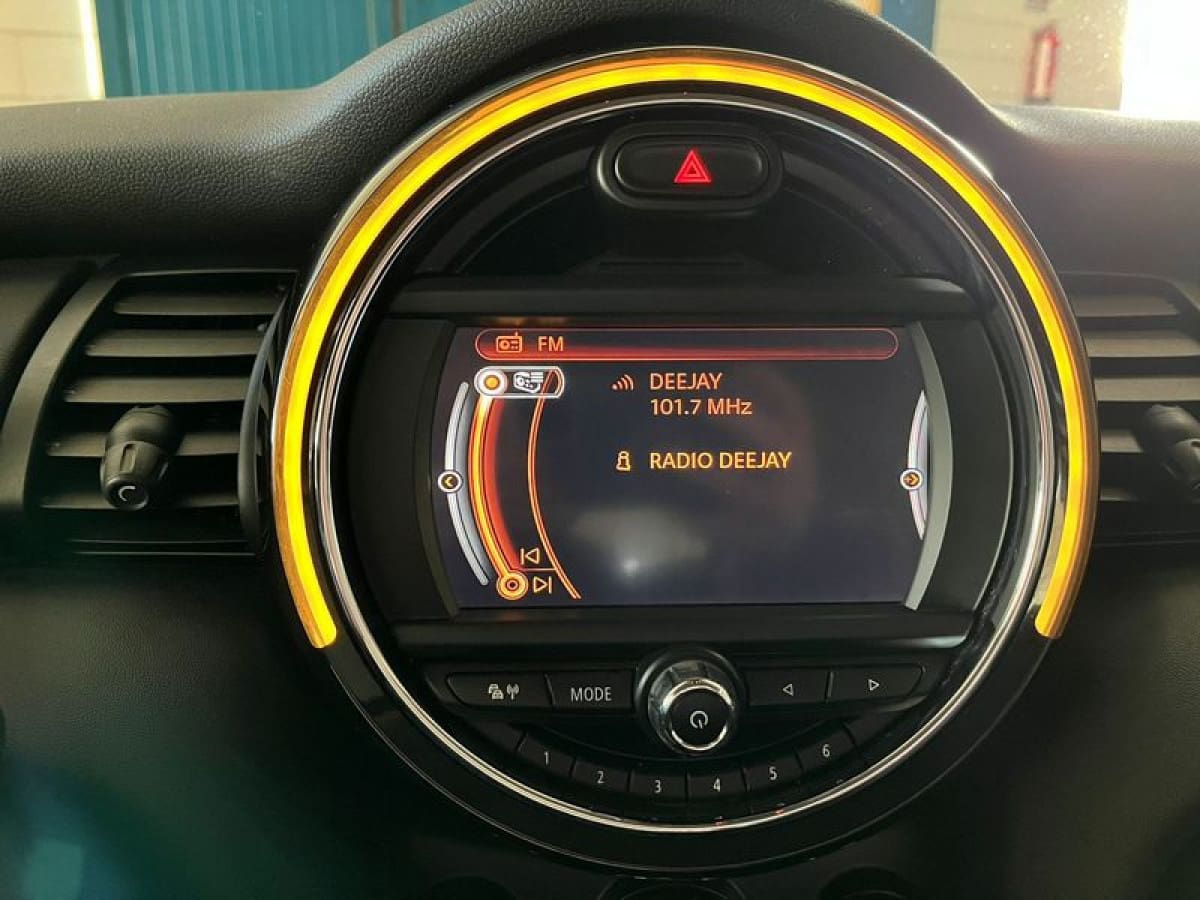 FM
DEEJAY
101.7 MHz
RADIO DEEJAY
MODE
1 2 3 4 5 6